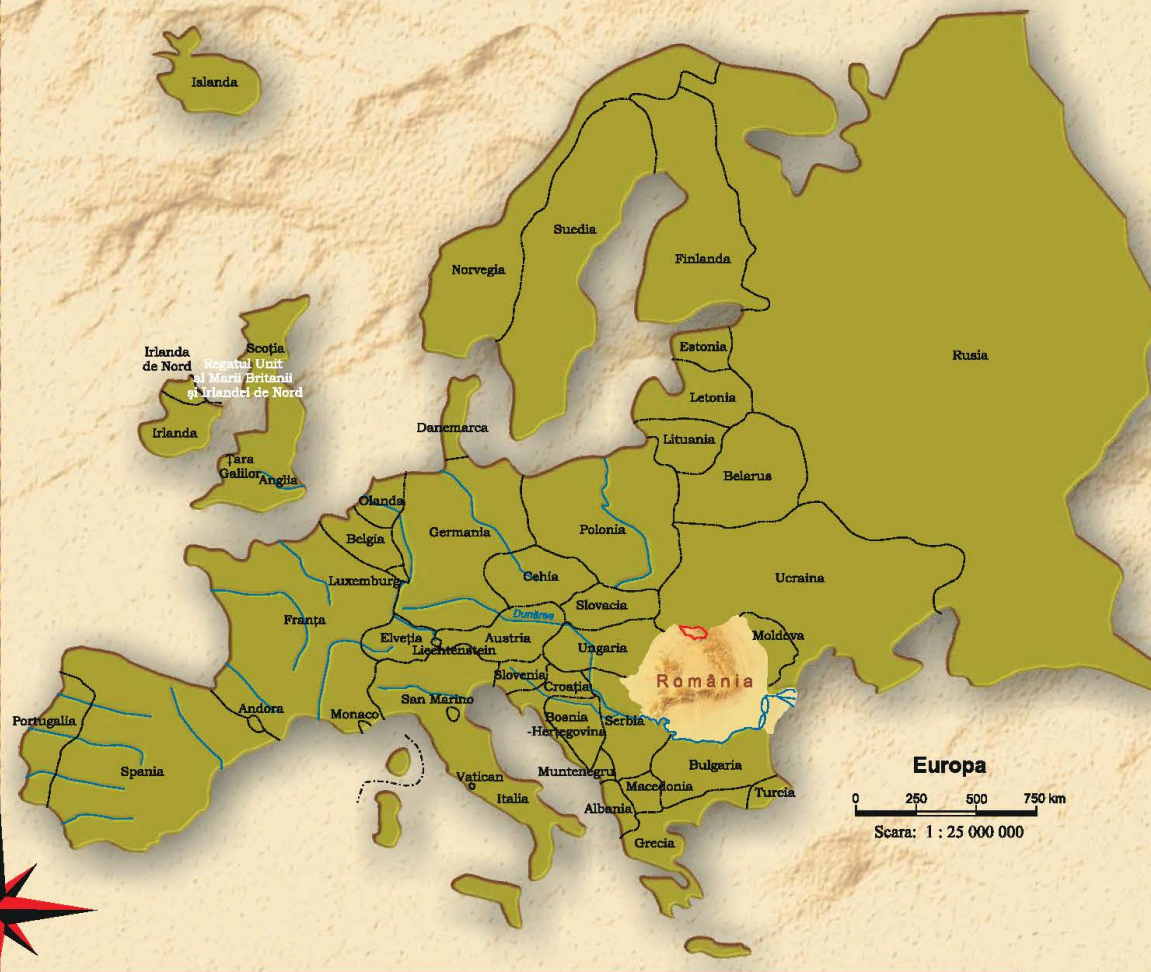 Islanda
Suedia
Norvegia
Finlanda
Rusia
Estonia
Letonia
Lituania
Belarus
Irlanda
de Nord
Scoția
Regatul Unit
al Marii Britanii
și Irlandei de Nord
Irlanda
Țara
Galilor
Anglia
Danemarca
Olanda
Belgia
Luxemburg
Germania
Polonia
Cehia
Slovacia
Ucraina
Franța
Dunărea
Elveția
Liechtenstein
Austria
Ungaria
Moldova
România
Slovenia
Croația
San Marino
Monaco
Andora
Portugalia
Spania
Bosnia
-Herțegovina
Serbia
Muntenegru
Bulgaria
Macedonia
Turcia
Vatican
Italia
Albania
Grecia
Europa
0 250 500 750 km
Scara: 1 : 25 000 000